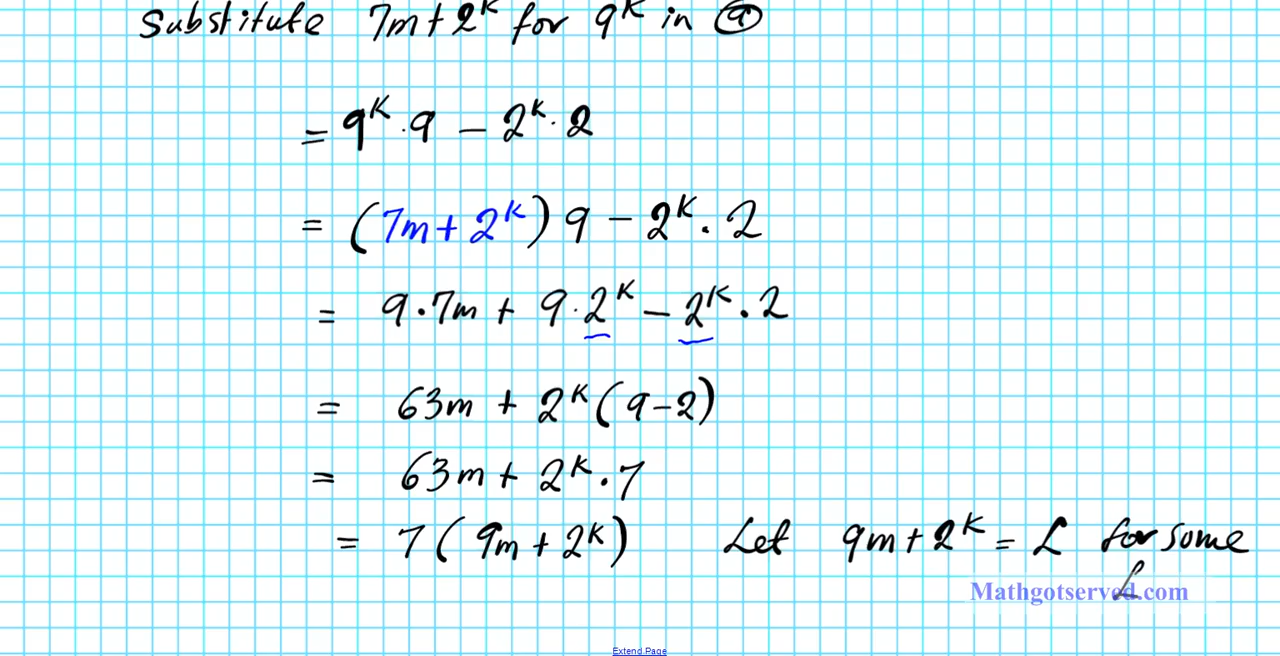 Substitute 7m + 2^k for 9^k in ⓐ
= 9^k · 9 − 2^k · 2
= (7m + 2^k) 9 − 2^k · 2
= 9 · 7m + 9 · 2^k − 2^k · 2
= 63m + 2^k (9 − 2)
= 63m + 2^k · 7
= 7 ( 9m + 2^k) Let 9m + 2^k = L for some
L
Mathgotserved.com
Extend Page